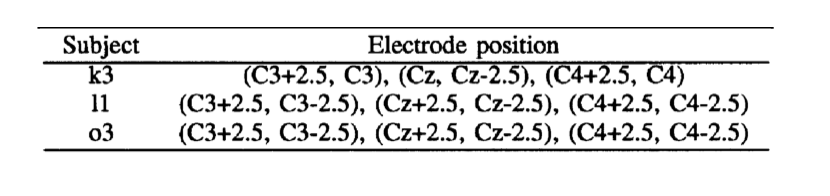 Subject Electrode position
k3 (C3+2.5, C3), (Cz, Cz-2.5), (C4+2.5, C4)
l1 (C3+2.5, C3-2.5), (Cz+2.5, Cz-2.5), (C4+2.5, C4-2.5)
o3 (C3+2.5, C3-2.5), (Cz+2.5, Cz-2.5), (C4+2.5, C4-2.5)